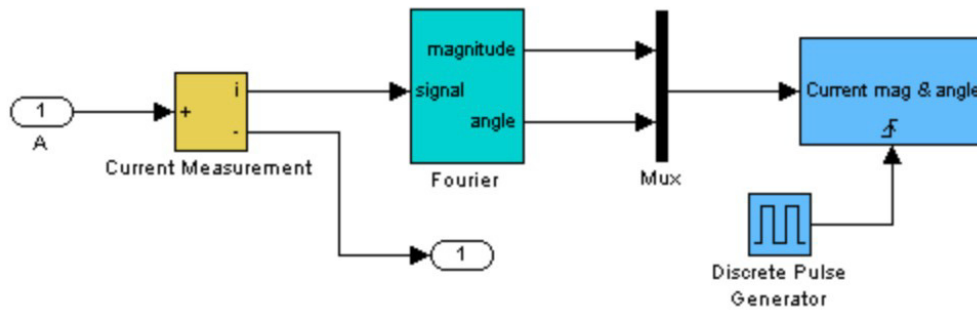 1
A
+
i
-
Current Measurement
magnitude
signal
angle
Fourier
1
Mux
Current mag & angle
Discrete Pulse
Generator